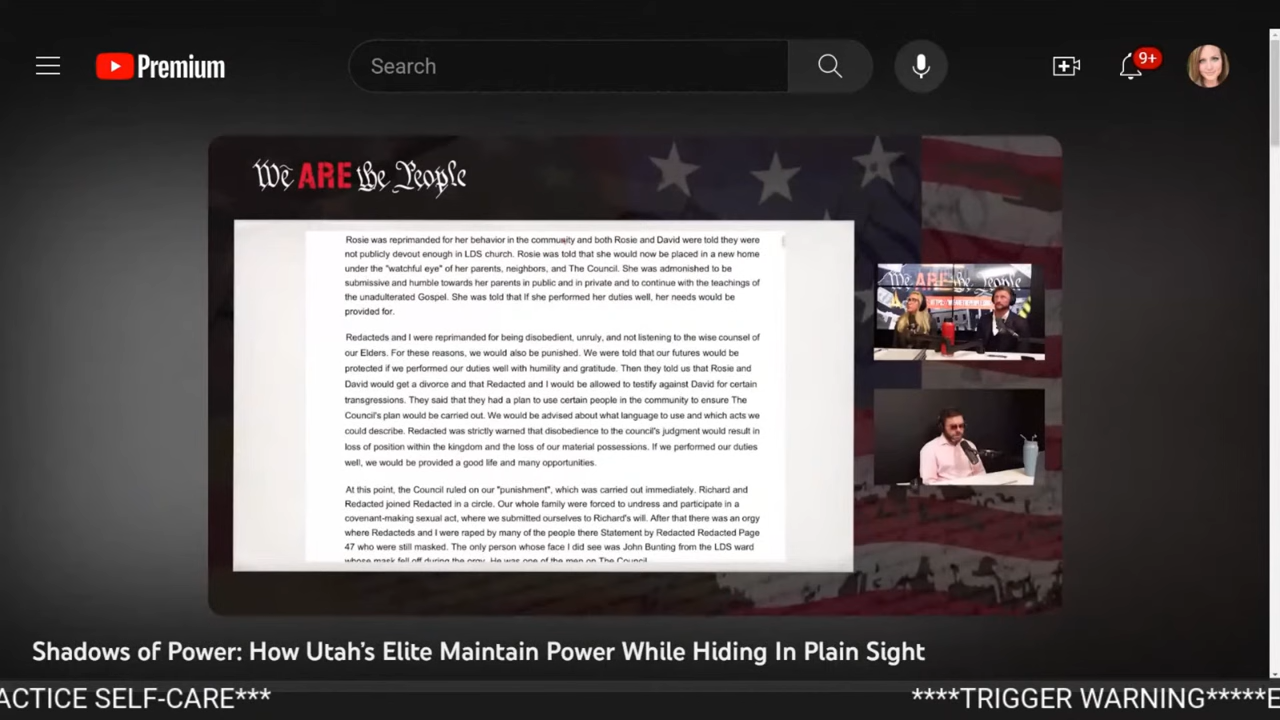 Premium
Search
9+
We ARE the People
Rosie was reprimanded for her behavior in the community and both Rosie and David were told they were
not publicly devout enough in LDS church. Rosie was told that she would now be placed in a new home
under the "watchful eye" of her parents, neighbors, and The Council. She was admonished to be
submissive and humble towards her parents in public and in private and to continue with the teachings of
the unadulterated Gospel. She was told that if she performed her duties well, her needs would be
provided for.
Redacteds and I were reprimanded for being disobedient, unruly, and not listening to the wise counsel of
our Elders. For these reasons, we would also be punished. We were told that our futures would be
protected if we performed our duties well with humility and gratitude. Then they told us that Rosie and
David would get a divorce and that Redacted and I would be allowed to testify against David for certain
transgressions. They said that they had a plan to use certain people in the community to ensure The
Council's plan would be carried out. We would be advised about what language to use and which acts we
could describe. Redacted was strictly warned that disobedience to the council's judgment would result in
loss of position within the kingdom and the loss of our material possessions. If we performed our duties
well, we would be provided a good life and many opportunities.
At this point, the Council ruled on our "punishment", which was carried out immediately. Richard and
Redacted joined Redacted in a circle. Our whole family were forced to undress and participate in a
covenant-making sexual act, where we submitted ourselves to Richard's will. After that there was an orgy
where Redacteds and I were raped by many of the people there Statement by Redacted Redacted Page
47 who were still masked. The only person whose face I did see was John Bunting from the LDS ward
whose mask fell off during the orgy. He was one of the men on The Council.
We ARE the People
Shadows of Power: How Utah's Elite Maintain Power While Hiding In Plain Sight
ACTICE SELF-CARE*** ****TRIGGER WARNING*****E